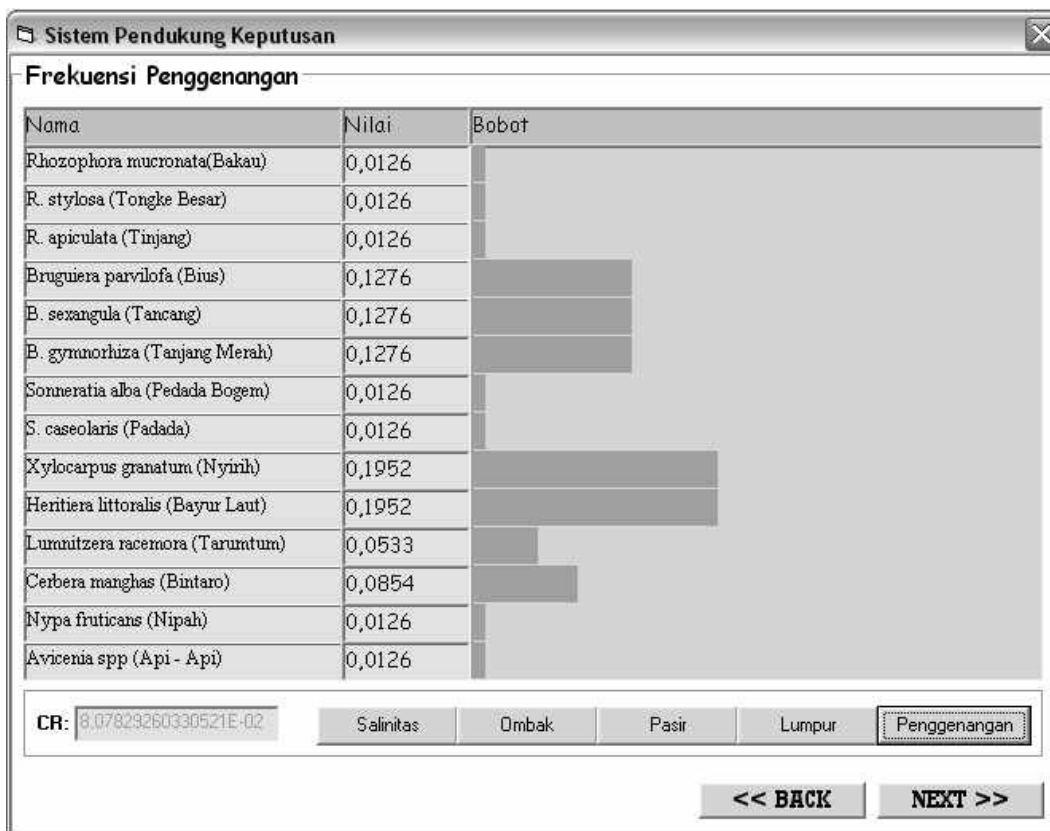 Sistem Pendukung Keputusan
Frekuensi Penggenangan
Nama Nilai Bobot
Rhozophora mucronata(Bakau) 0,0126
R. stylosa (Tongke Besar) 0,0126
R. apiculata (Tinjang) 0,0126
Bruguiera parvilofa (Bius) 0,1276
B. sexangula (Tancang) 0,1276
B. gymnorhiza (Tanjang Merah) 0,1276
Sonneratia alba (Pedada Bogem) 0,0126
S. caseolaris (Padada) 0,0126
Xylocarpus granatum (Nyirih) 0,1952
Heritiera littoralis (Bayur Laut) 0,1952
Lumnitzera racemora (Tarumtum) 0,0533
Cerbera manghas (Bintaro) 0,0854
Nypa fruticans (Nipah) 0,0126
Avicenia spp (Api - Api) 0,0126
CR: 8.07829260330521E-02 Salinitas Ombak Pasir Lumpur Penggenangan
<< BACK NEXT >>